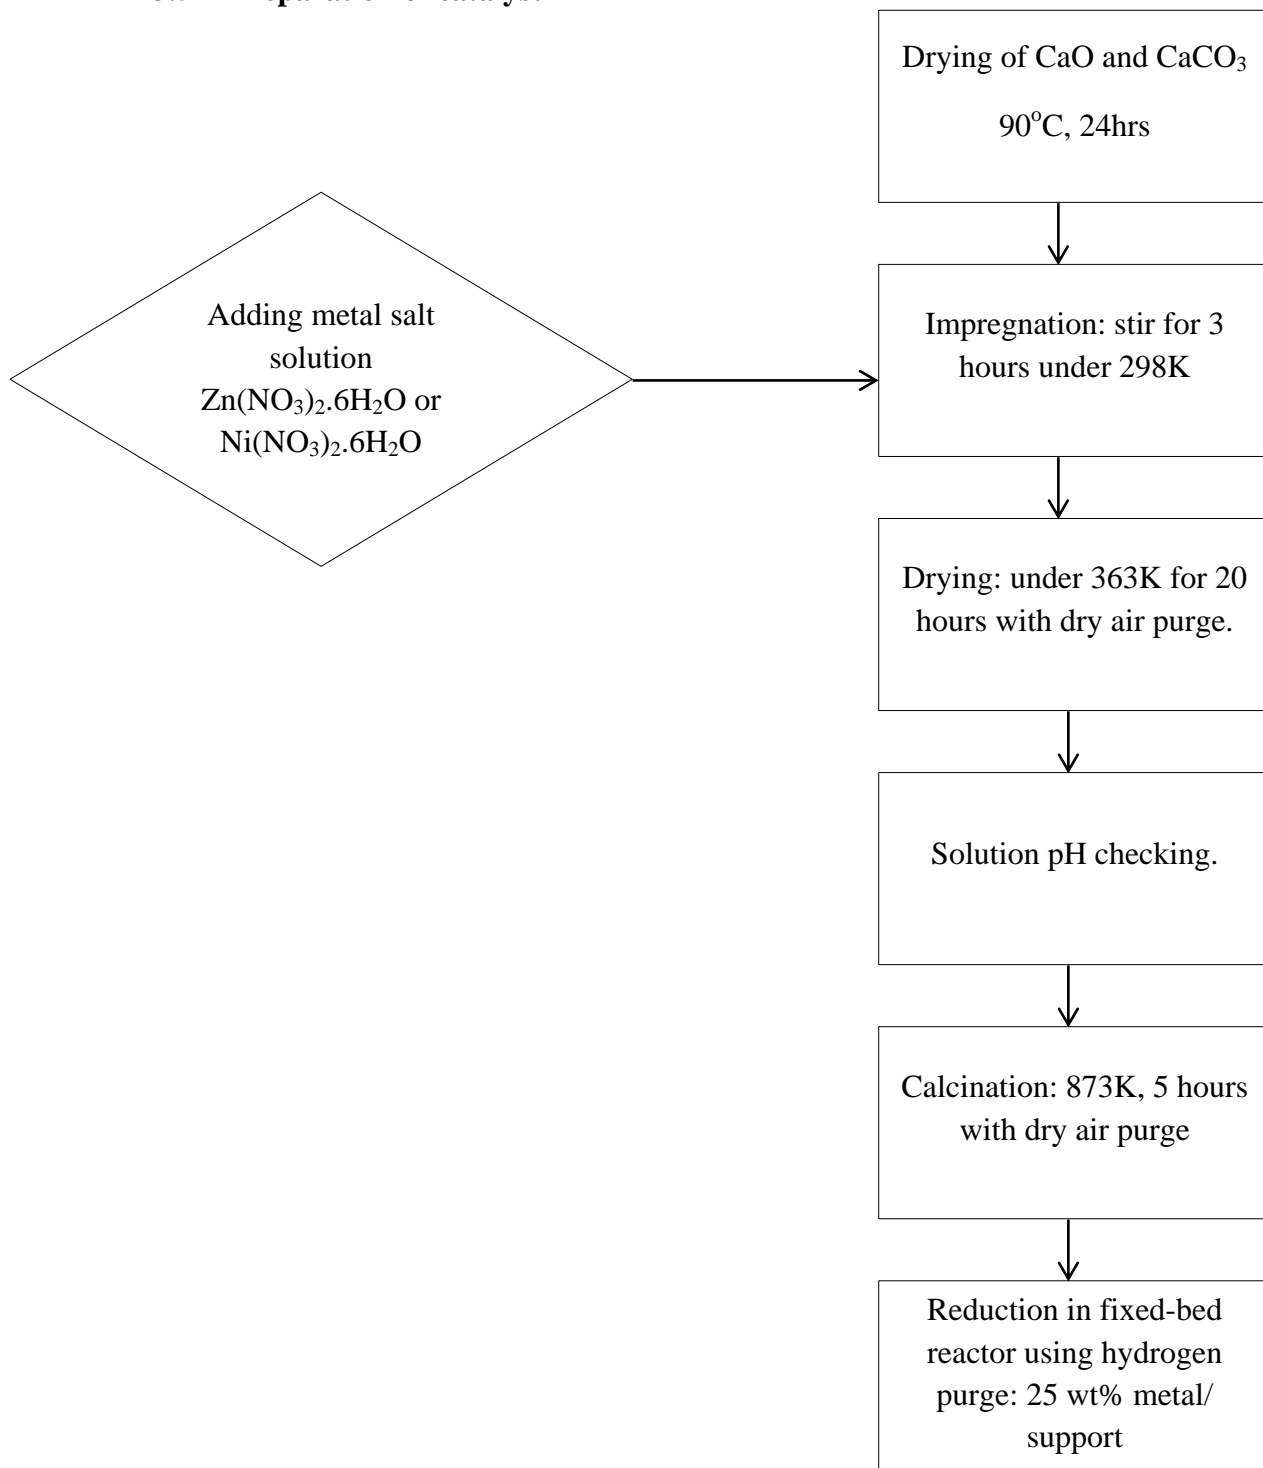 Drying of CaO and CaCO₃
90°C, 24hrs
Adding metal salt
solution
Zn(NO₃)₂.6H₂O or
Ni(NO₃)₂.6H₂O
Impregnation: stir for 3
hours under 298K
Drying: under 363K for 20
hours with dry air purge.
Solution pH checking.
Calcination: 873K, 5 hours
with dry air purge
Reduction in fixed-bed
reactor using hydrogen
purge: 25 wt% metal/
support